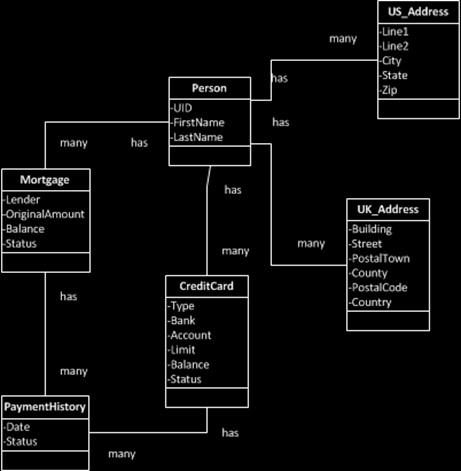 US_Address
-Line1
-Line2
-City
-State
-Zip
many
has
Person
-UID
-FirstName
-LastName
has
many
has
Mortgage
-Lender
-OriginalAmount
-Balance
-Status
has
UK_Address
-Building
-Street
-PostalTown
-County
-PostalCode
-Country
many
many
CreditCard
-Type
-Bank
-Account
-Limit
-Balance
-Status
has
many
PaymentHistory
-Date
-Status
has
many